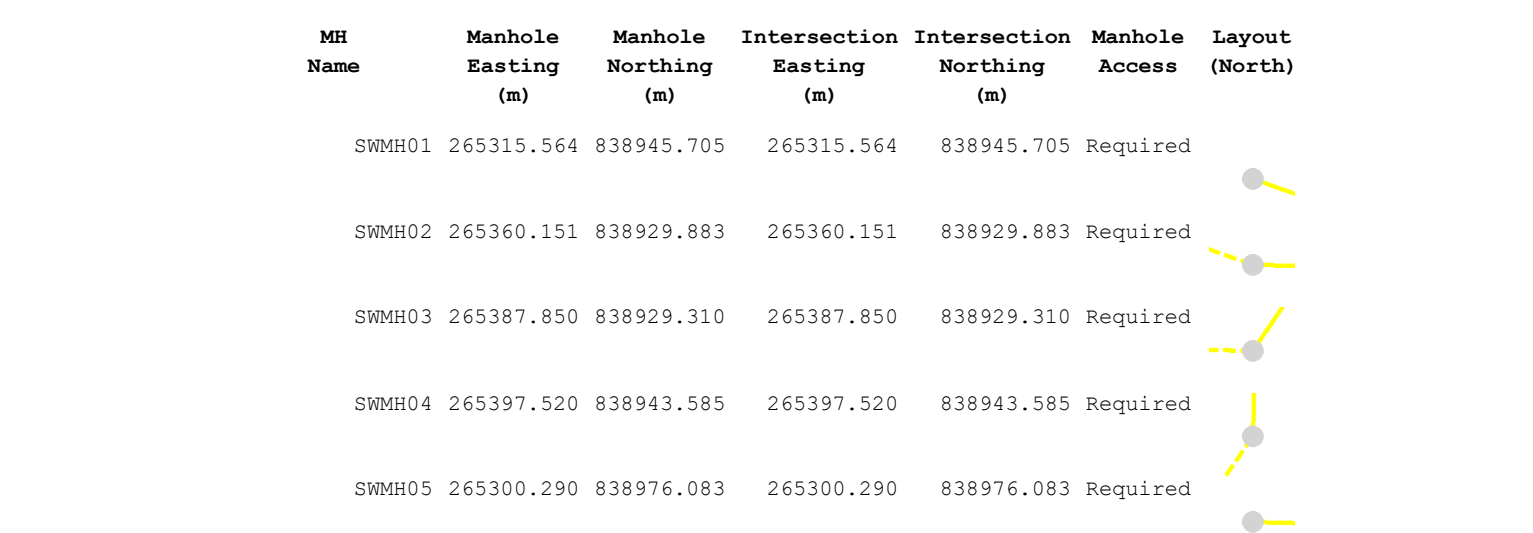 MH Manhole Manhole Intersection Intersection Manhole Layout
Name Easting Northing Easting Northing Access (North)
(m) (m) (m) (m)
SWMH01 265315.564 838945.705 265315.564 838945.705 Required
SWMH02 265360.151 838929.883 265360.151 838929.883 Required
SWMH03 265387.850 838929.310 265387.850 838929.310 Required
SWMH04 265397.520 838943.585 265397.520 838943.585 Required
SWMH05 265300.290 838976.083 265300.290 838976.083 Required